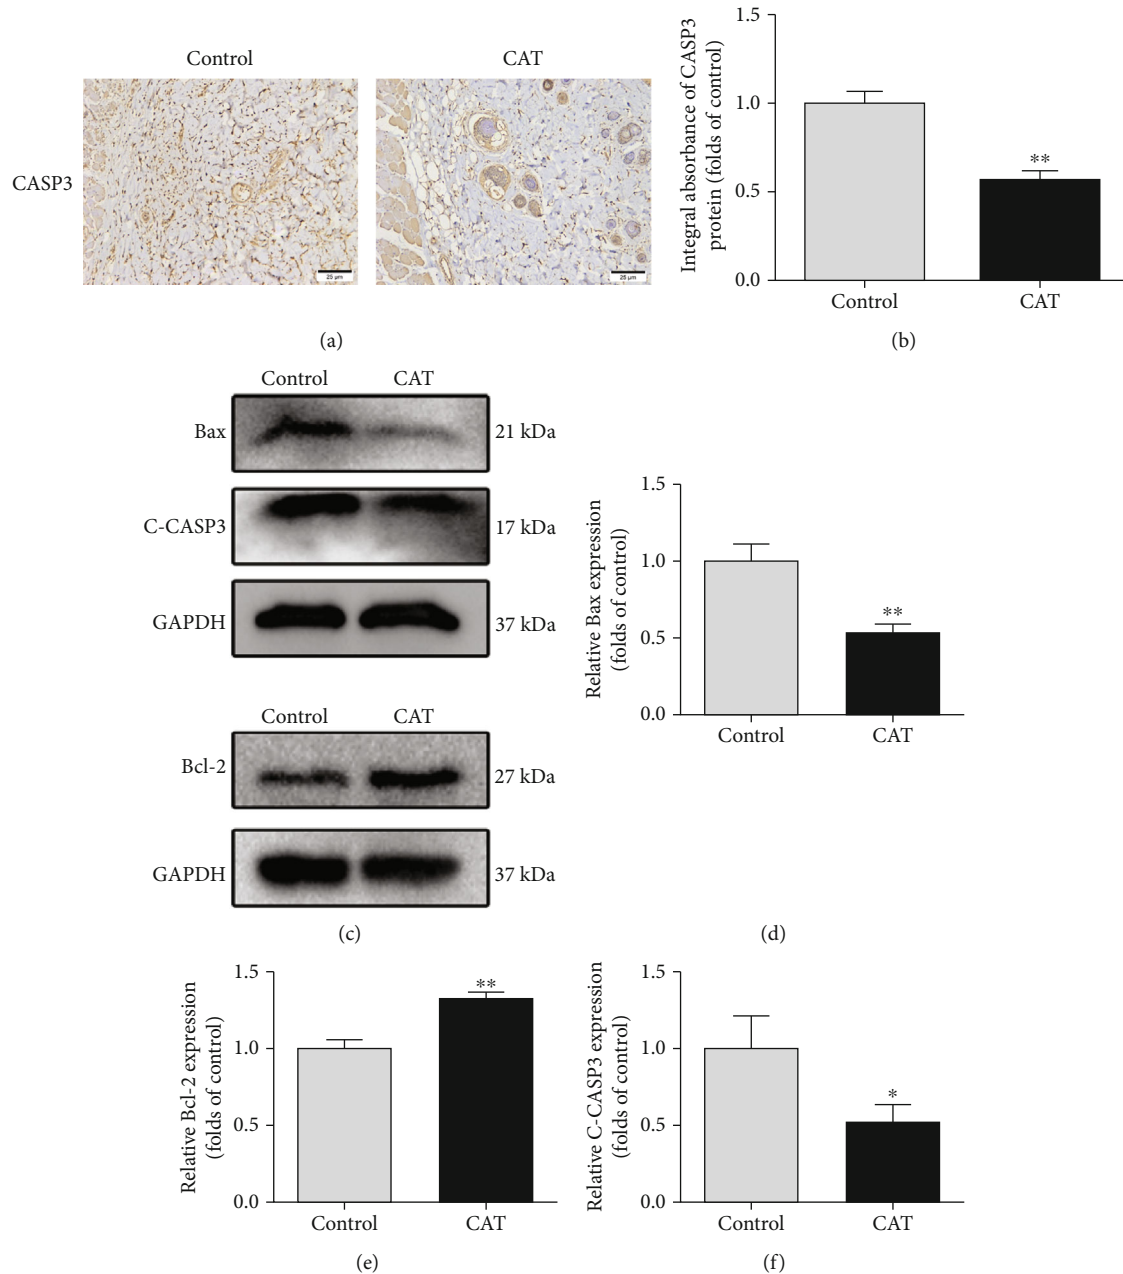 Control CAT
CASP3
25 μm 25 μm
(a)
Integral absorbance of CASP3
protein (folds of control)
1.5
1.0
0.5
0.0
**
Control CAT
(b)
Control CAT
Bax 21 kDa
C-CASP3 17 kDa
GAPDH 37 kDa
Control CAT
Bcl-2 27 kDa
GAPDH 37 kDa
(c)
Relative Bax expression
(folds of control)
1.5
1.0
0.5
0.0
**
Control CAT
(d)
Relative Bcl-2 expression
(folds of control)
1.5
1.0
0.5
0.0
**
Control CAT
(e)
Relative C-CASP3 expression
(folds of control)
1.5
1.0
0.5
0.0
*
Control CAT
(f)